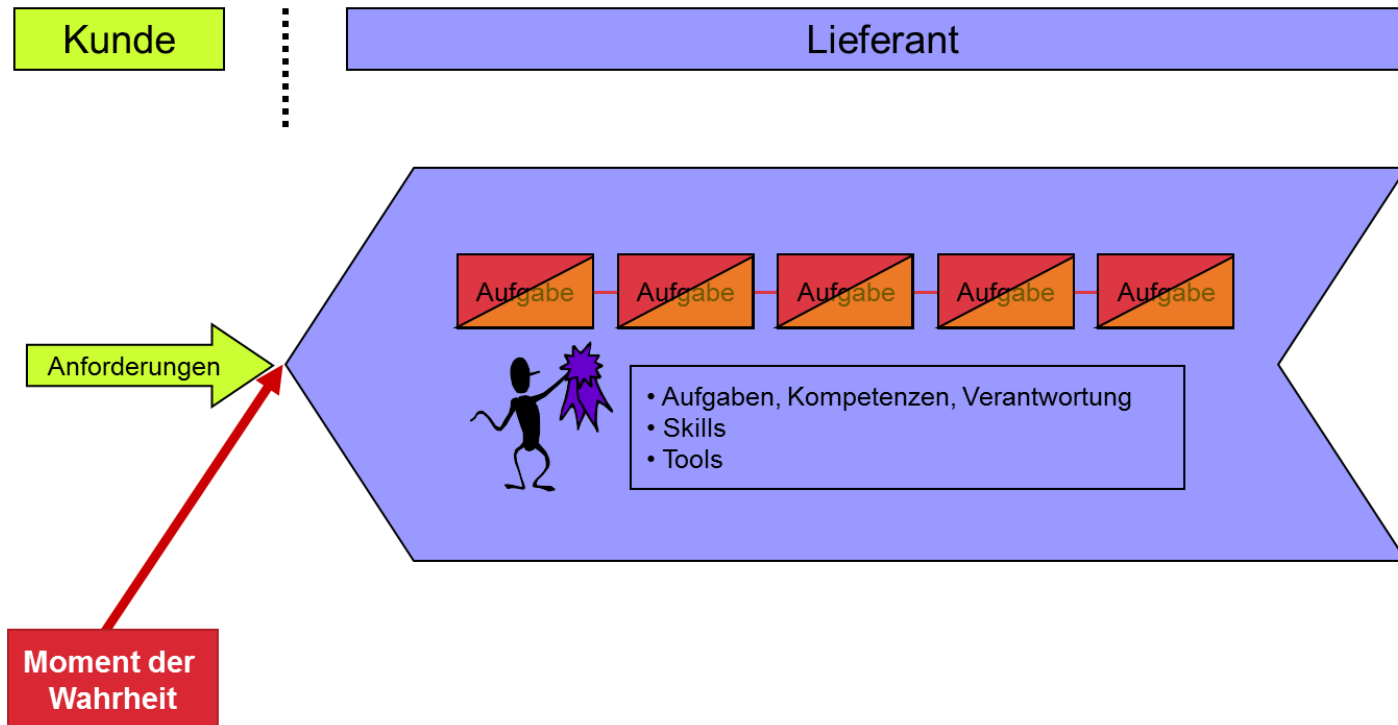 Kunde
Lieferant
Aufgabe Aufgabe Aufgabe Aufgabe Aufgabe
Anforderungen
• Aufgaben, Kompetenzen, Verantwortung
• Skills
• Tools
Moment der
Wahrheit